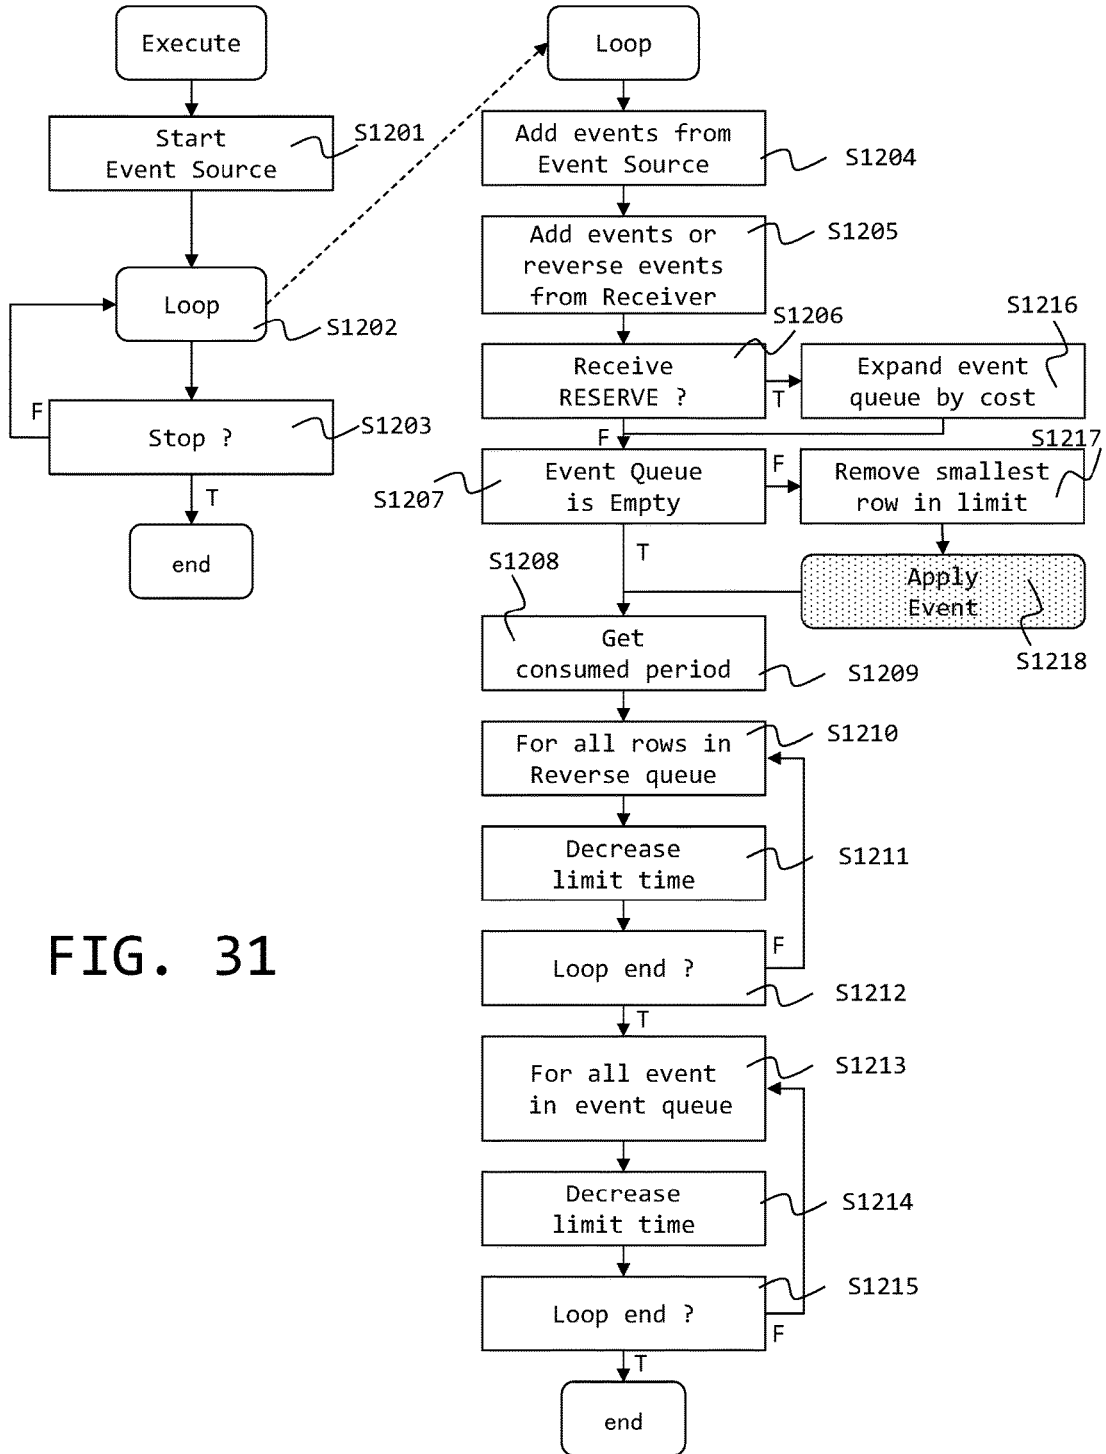 Execute
Start
Event Source
S1201
Loop
S1202
F
Stop ?
S1203
T
end
Loop
Add events from
Event Source
S1204
Add events or
reverse events
from Receiver
S1205
Receive
RESERVE ?
S1206
T
Expand event
queue by cost
S1216
F
Event Queue
is Empty
S1207
F
Remove smallest
row in limit
S1217
T
Apply
Event
S1218
S1208
Get
consumed period
S1209
For all rows in
Reverse queue
S1210
Decrease
limit time
S1211
Loop end ?
F
S1212
T
For all event
in event queue
S1213
Decrease
limit time
S1214
Loop end ?
S1215
F
T
end
FIG. 31